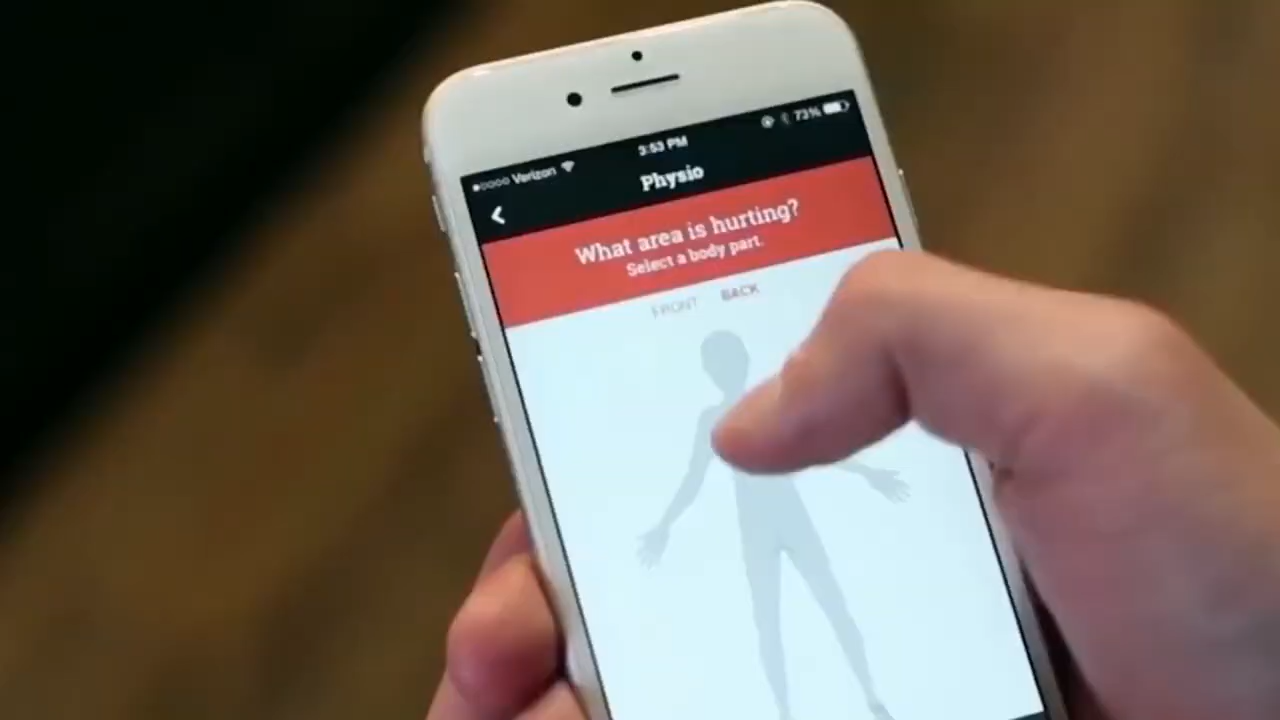 Verizon 3:53 PM 73%
Physio
What area is hurting?
Select a body part.
FRONT BACK